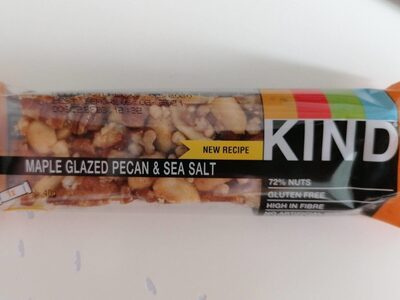 NEW RECIPE
KIND
MAPLE GLAZED PECAN & SEA SALT
72% NUTS
GLUTEN FREE
HIGH IN FIBRE